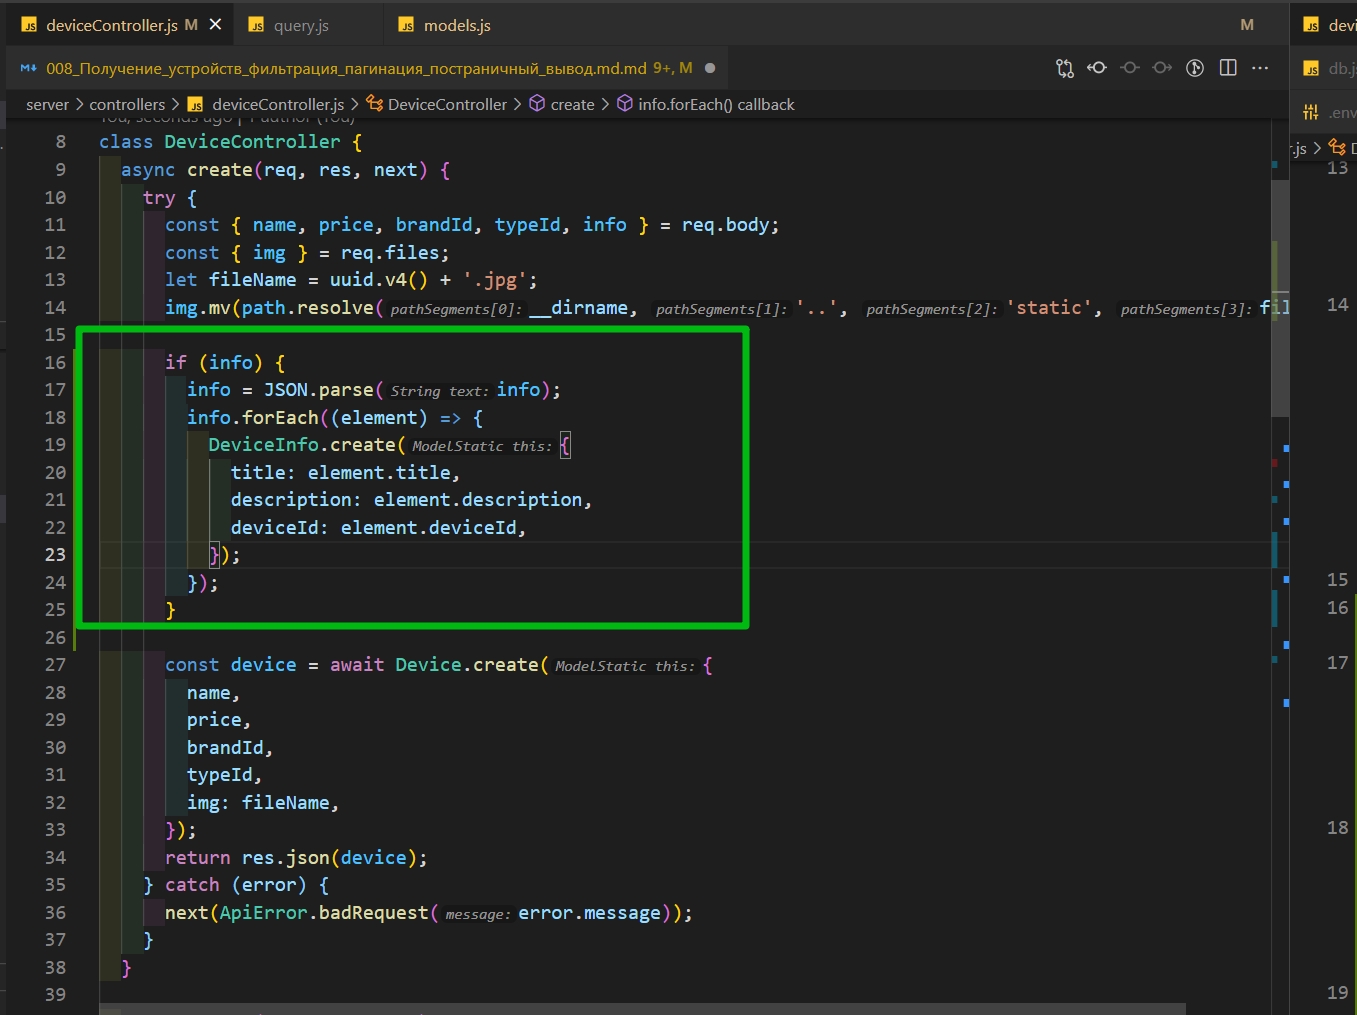 JS deviceController.js M ×
JS query.js
JS models.js M
008_Получение_устройств_фильтрация_пагинация_постраничный_вывод.md.md 9+, M
server > controllers > JS deviceController.js > DeviceController > create > info.forEach() callback
You, seconds ago | 1 author (You)
8 class DeviceController {
9 async create(req, res, next) {
10 try {
11 const { name, price, brandId, typeId, info } = req.body;
12 const { img } = req.files;
13 let fileName = uuid.v4() + '.jpg';
14 img.mv(path.resolve( pathSegments[0]: __dirname, pathSegments[1]: '..', pathSegments[2]: 'static', pathSegments[3]: fil
15
16 if (info) {
17 info = JSON.parse( String text: info);
18 info.forEach((element) => {
19 DeviceInfo.create( ModelStatic this: {
20 title: element.title,
21 description: element.description,
22 deviceId: element.deviceId,
23 });
24 });
25 }
26
27 const device = await Device.create( ModelStatic this: {
28 name,
29 price,
30 brandId,
31 typeId,
32 img: fileName,
33 });
34 return res.json(device);
35 } catch (error) {
36 next(ApiError.badRequest( message: error.message));
37 }
38 }
39
JS devi
JS db.js
.env
r.js > D
13
14
15
16
17
18
19